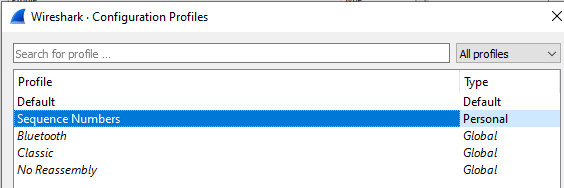 Wireshark · Configuration Profiles
Search for profile ... All profiles
Profile Type
Default Default
Sequence Numbers Personal
Bluetooth Global
Classic Global
No Reassembly Global